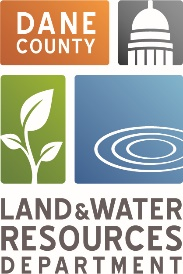 DANE
COUNTY
LAND&WATER
RESOURCES
DEPARTMENT